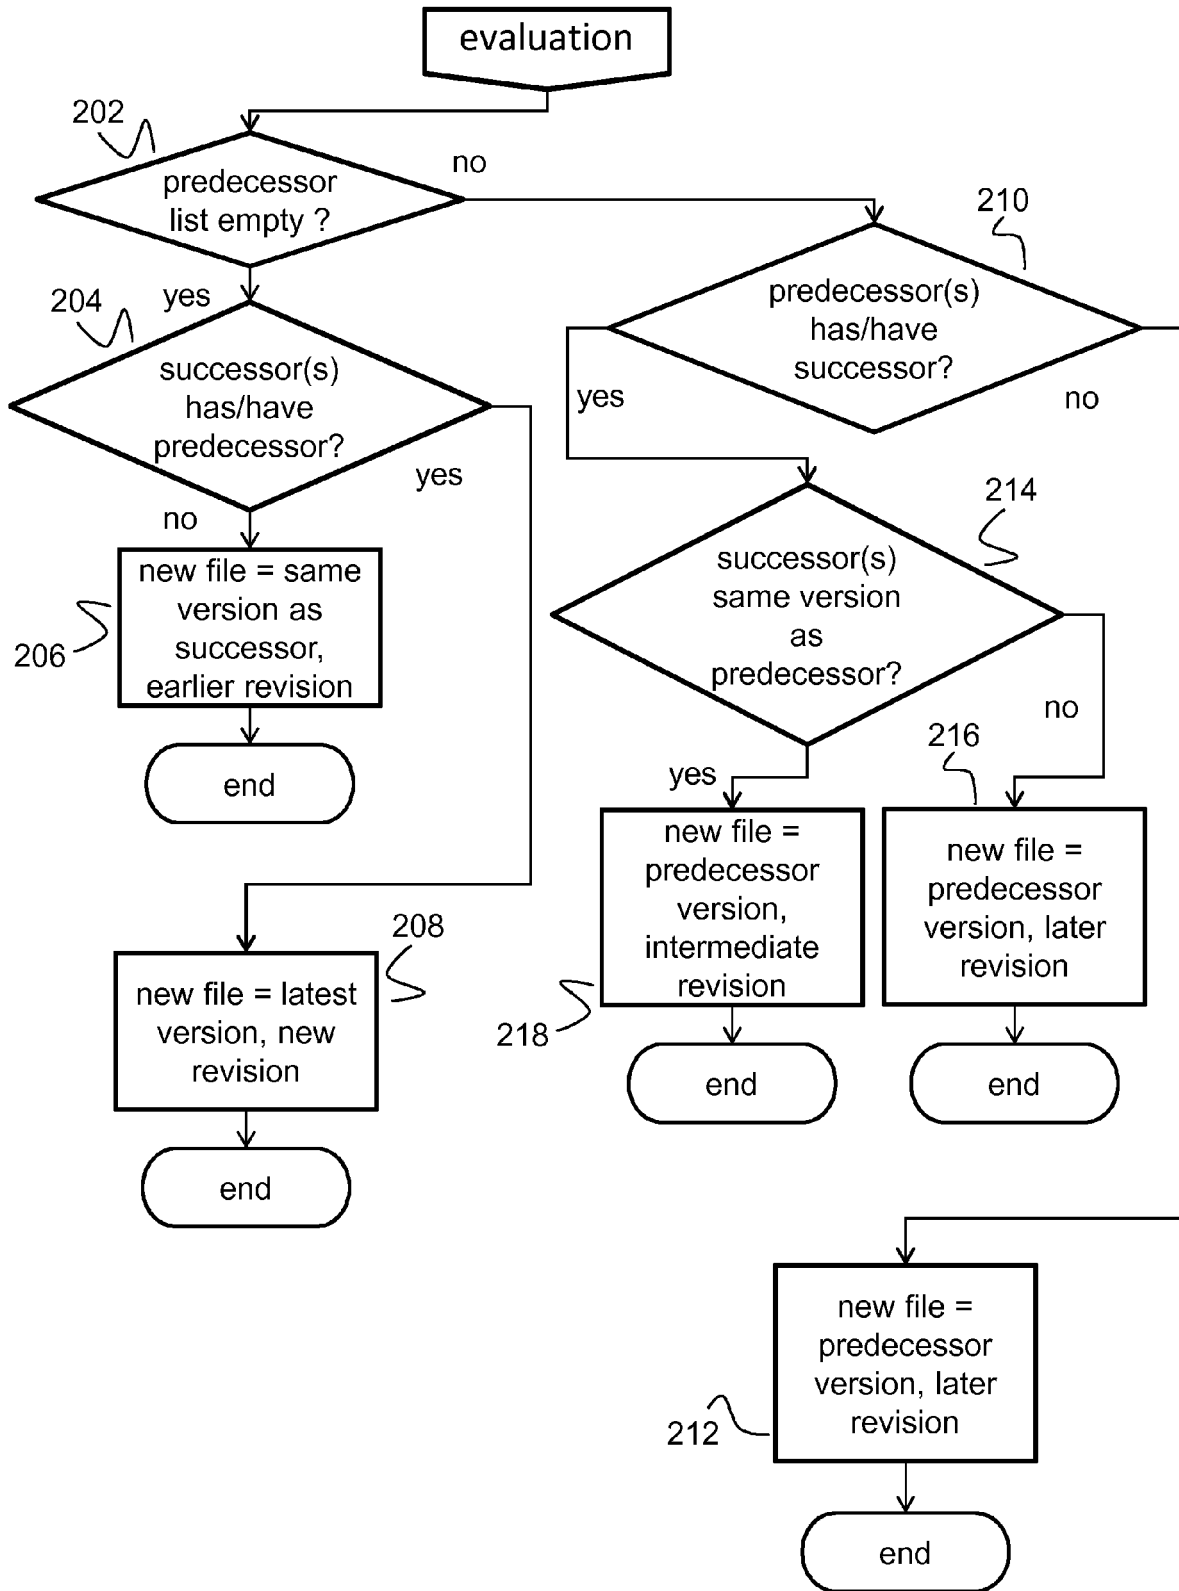 evaluation
202
predecessor
list empty ?
no
yes
210
predecessor(s)
has/have
successor?
yes
no
204
successor(s)
has/have
predecessor?
yes
no
214
successor(s)
same version
as
predecessor?
yes
no
206
new file = same
version as
successor,
earlier revision
end
208
new file = latest
version, new
revision
end
218
new file =
predecessor
version,
intermediate
revision
end
216
new file =
predecessor
version, later
revision
end
212
new file =
predecessor
version, later
revision
end